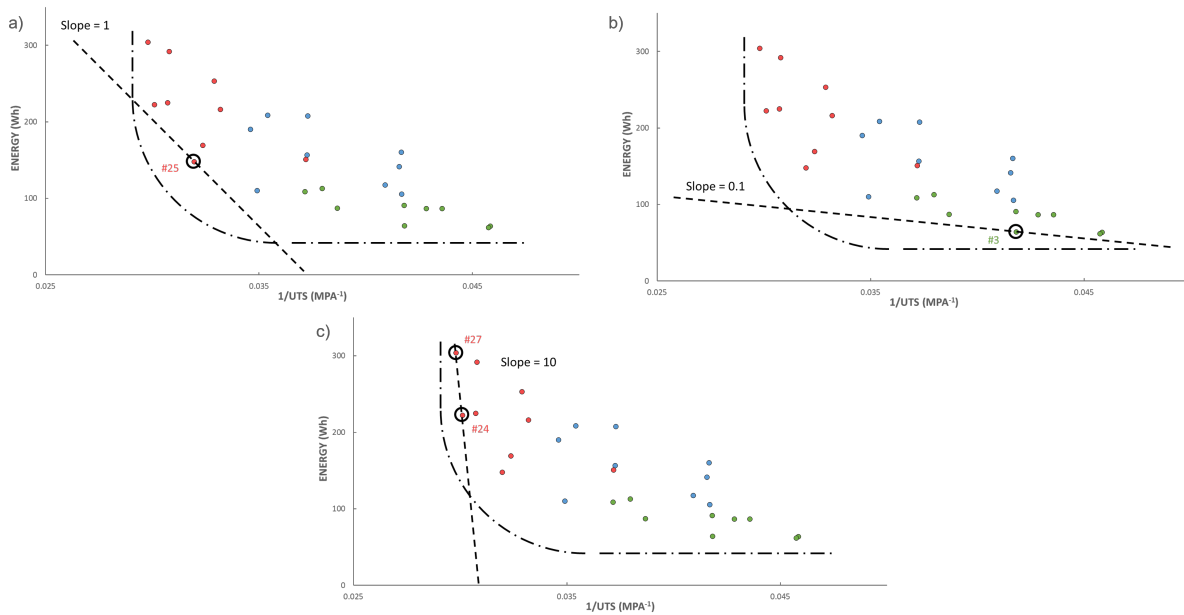 a)
Slope = 1
300
200
100
0
ENERGY (Wh)
#25
0.025
0.035
0.045
1/UTS (MPA⁻¹)
b)
300
200
100
0
ENERGY (Wh)
Slope = 0.1
#3
0.025
0.035
0.045
1/UTS (MPA⁻¹)
c)
#27
Slope = 10
300
200
100
0
ENERGY (Wh)
#24
0.025
0.035
0.045
1/UTS (MPA⁻¹)